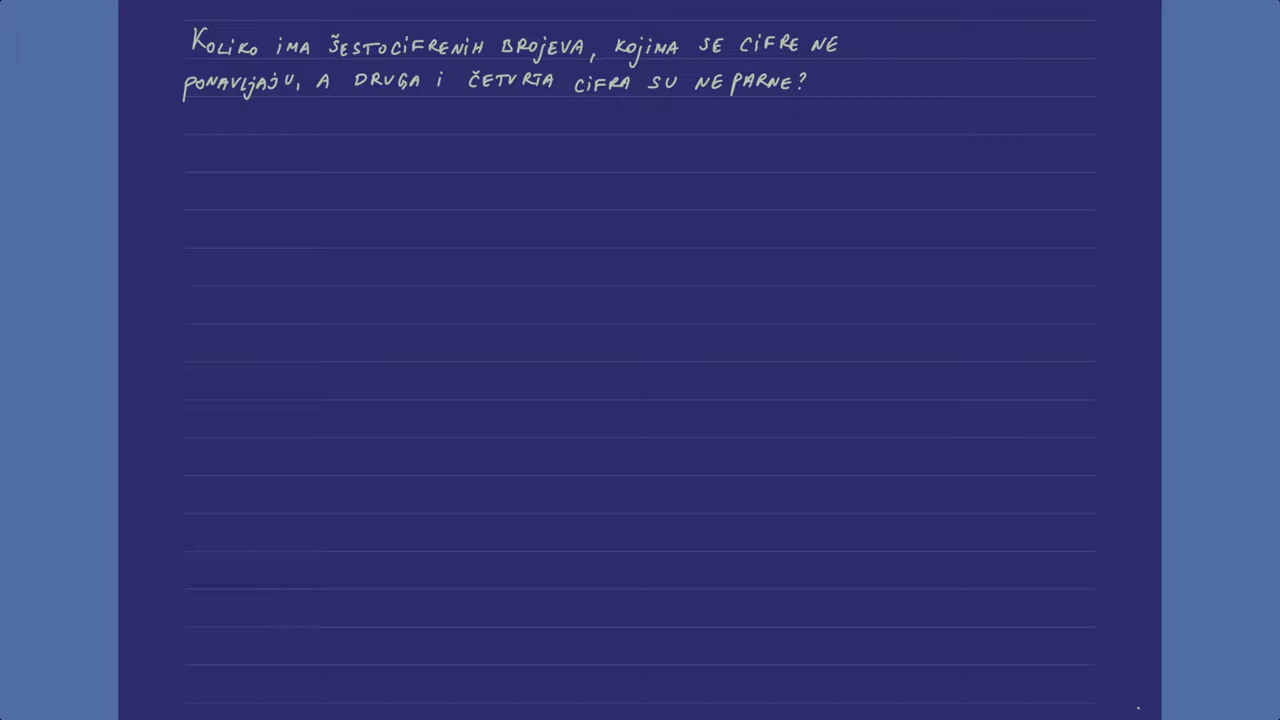 KOLIKO IMA ŠESTOCIFRENIH BROJEVA, KOJIMA SE CIFRE NE
PONAVLJAJU, A DRUGA I ČETVRTA CIFRA SU NEPARNE?